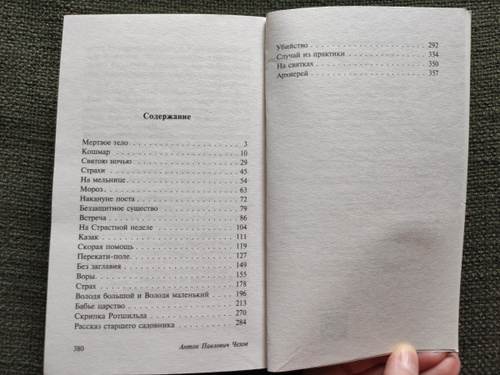 Содержание
Мертвое тело 3
Кошмар 10
Святою ночью 29
Страхи 45
На мельнице 54
Мороз 63
Накануне поста 72
Беззащитное существо 79
Встреча 86
На Страстной неделе 104
Казак 111
Скорая помощь 119
Перекати-поле 127
Без заглавия 149
Воры 155
Страх 177
Володя большой и Володя маленький 196
Бабье царство 213
Скрипка Ротшильда 270
Рассказ старшего садовника 284
380 Антон Павлович Чехов
Убийство 292
Случай из практики 334
На святках 350
Архиерей 357